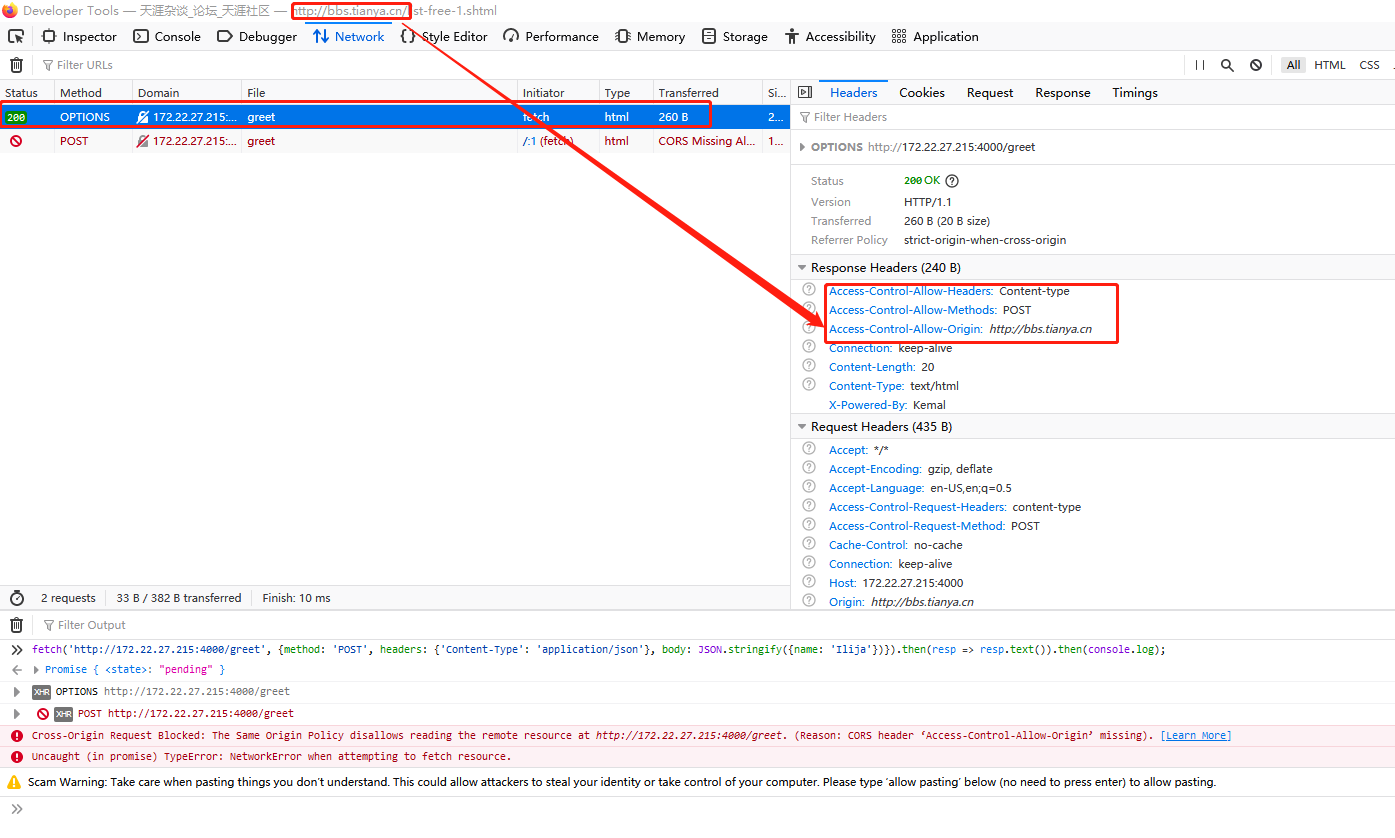 Developer Tools — 天涯杂谈_论坛_天涯社区 — http://bbs.tianya.cn/list-free-1.shtml
Inspector Console Debugger Network Style Editor Performance Memory Storage Accessibility Application
Filter URLs All HTML CSS
Status Method Domain File Initiator Type Transferred Si...
200 OPTIONS 172.22.27.215:... greet fetch html 260 B 2...
POST 172.22.27.215:... greet /:1 (fetch) html CORS Missing Al... 1...
Headers Cookies Request Response Timings
Filter Headers
OPTIONS http://172.22.27.215:4000/greet
Status 200 OK
Version HTTP/1.1
Transferred 260 B (20 B size)
Referrer Policy strict-origin-when-cross-origin
Response Headers (240 B)
Access-Control-Allow-Headers: Content-type
Access-Control-Allow-Methods: POST
Access-Control-Allow-Origin: http://bbs.tianya.cn
Connection: keep-alive
Content-Length: 20
Content-Type: text/html
X-Powered-By: Kemal
Request Headers (435 B)
Accept: */*
Accept-Encoding: gzip, deflate
Accept-Language: en-US,en;q=0.5
Access-Control-Request-Headers: content-type
Access-Control-Request-Method: POST
Cache-Control: no-cache
Connection: keep-alive
Host: 172.22.27.215:4000
Origin: http://bbs.tianya.cn
2 requests 33 B / 382 B transferred Finish: 10 ms
Filter Output
fetch('http://172.22.27.215:4000/greet', {method: 'POST', headers: {'Content-Type': 'application/json'}, body: JSON.stringify({name: 'Ilija'})}).then(resp => resp.text()).then(console.log);
Promise { <state>: "pending" }
XHR OPTIONS http://172.22.27.215:4000/greet
XHR POST http://172.22.27.215:4000/greet
Cross-Origin Request Blocked: The Same Origin Policy disallows reading the remote resource at http://172.22.27.215:4000/greet. (Reason: CORS header ‘Access-Control-Allow-Origin’ missing). [Learn More]
Uncaught (in promise) TypeError: NetworkError when attempting to fetch resource.
Scam Warning: Take care when pasting things you don’t understand. This could allow attackers to steal your identity or take control of your computer. Please type ‘allow pasting’ below (no need to press enter) to allow pasting.